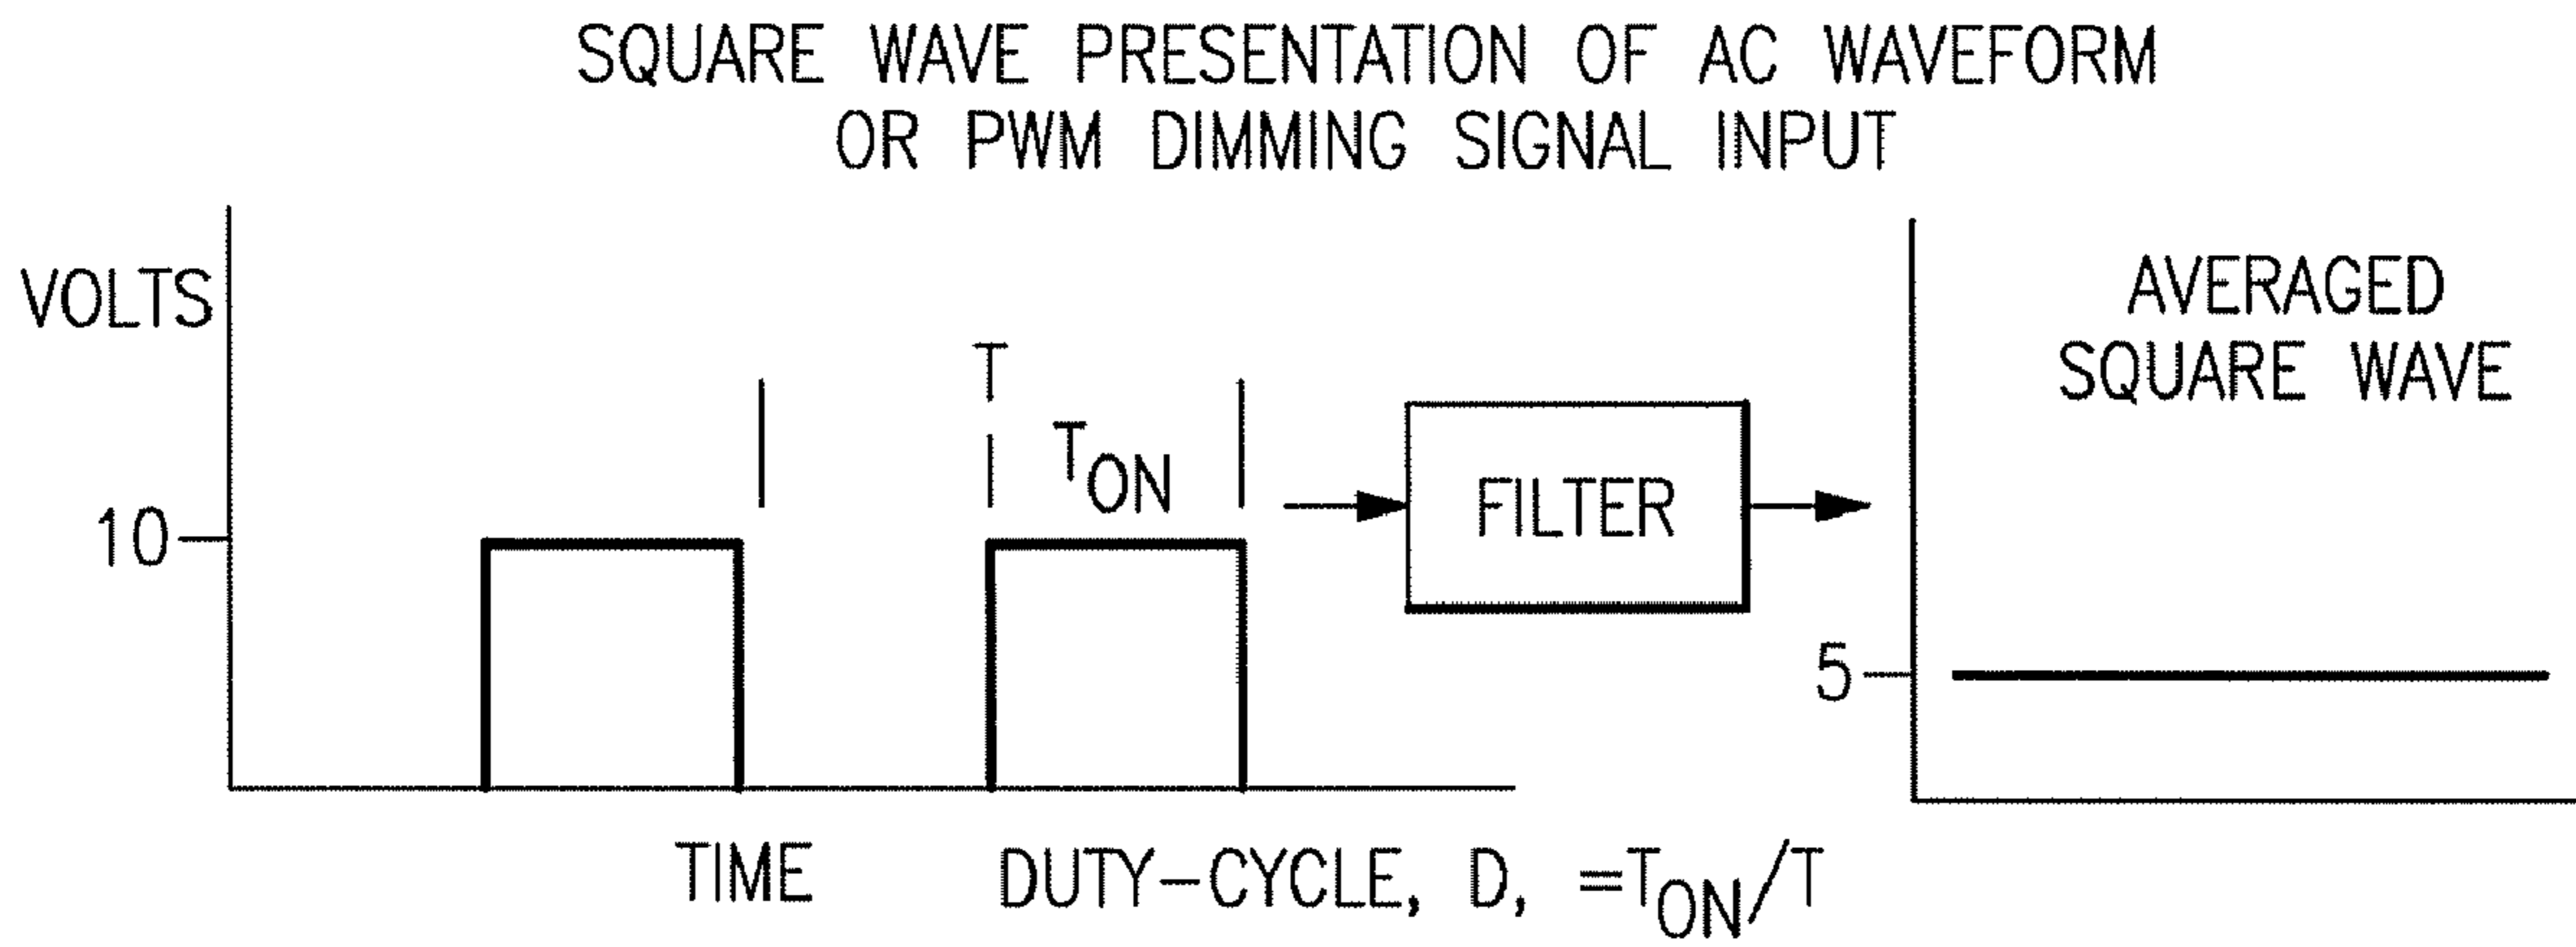 SQUARE WAVE PRESENTATION OF AC WAVEFORM
OR PWM DIMMING SIGNAL INPUT
VOLTS
10
T
TON
FILTER
AVERAGED
SQUARE WAVE
5
TIME
DUTY-CYCLE, D, =TON/T